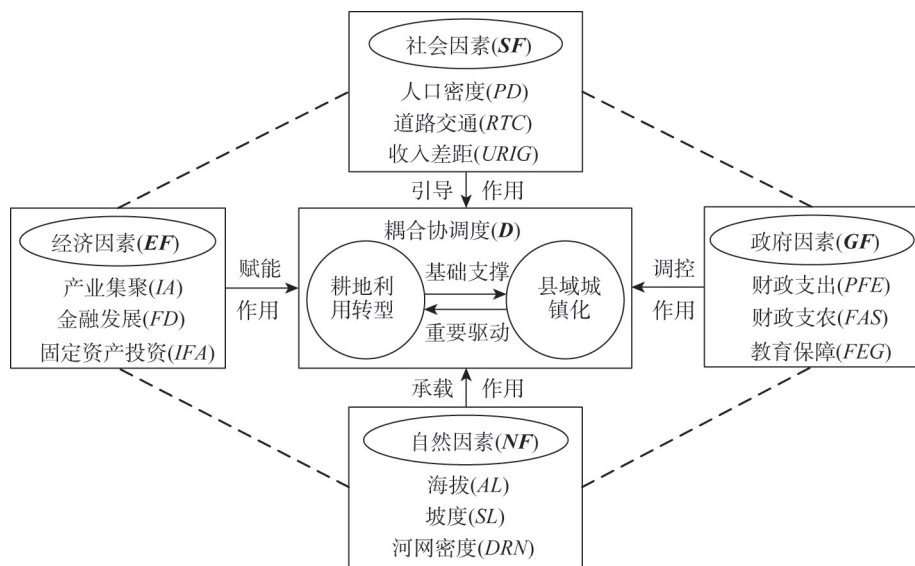 社会因素(SF)
人口密度(PD)
道路交通(RTC)
收入差距(URIG)
引导 作用
经济因素(EF)
产业集聚(IA)
金融发展(FD)
固定资产投资(IFA)
赋能
作用
耦合协调度(D)
耕地利
用转型
基础支撑
重要驱动
县域城
镇化
调控
作用
政府因素(GF)
财政支出(PFE)
财政支农(FAS)
教育保障(FEG)
承载 作用
自然因素(NF)
海拔(AL)
坡度(SL)
河网密度(DRN)